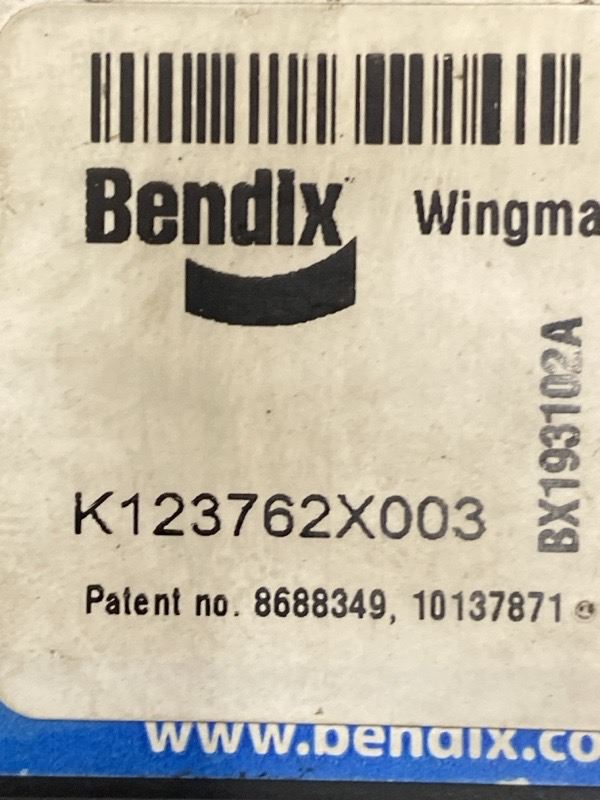 Bendix Wingma
BX193102A
K123762X003
Patent no. 8688349, 10137871
www.bendix.co